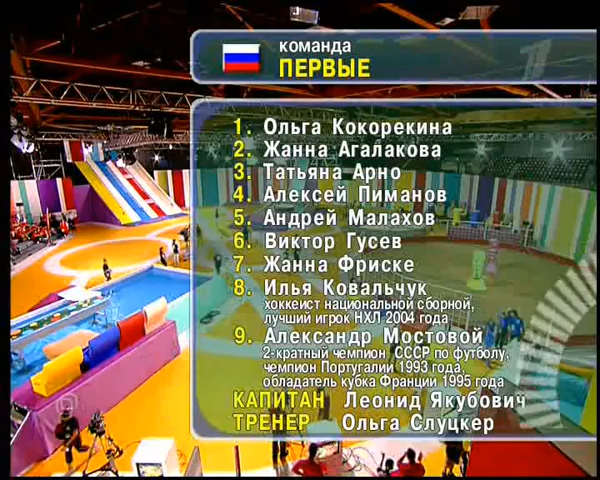 команда
ПЕРВЫЕ
1. Ольга Кокорекина
2. Жанна Агалакова
3. Татьяна Арно
4. Алексей Пиманов
5. Андрей Малахов
6. Виктор Гусев
7. Жанна Фриске
8. Илья Ковальчук
хоккеист национальной сборной,
лучший игрок НХЛ 2004 года
9. Александр Мостовой
2-кратный чемпион СССР по футболу,
чемпион Португалии 1993 года,
обладатель кубка Франции 1995 года
КАПИТАН Леонид Якубович
ТРЕНЕР Ольга Слуцкер